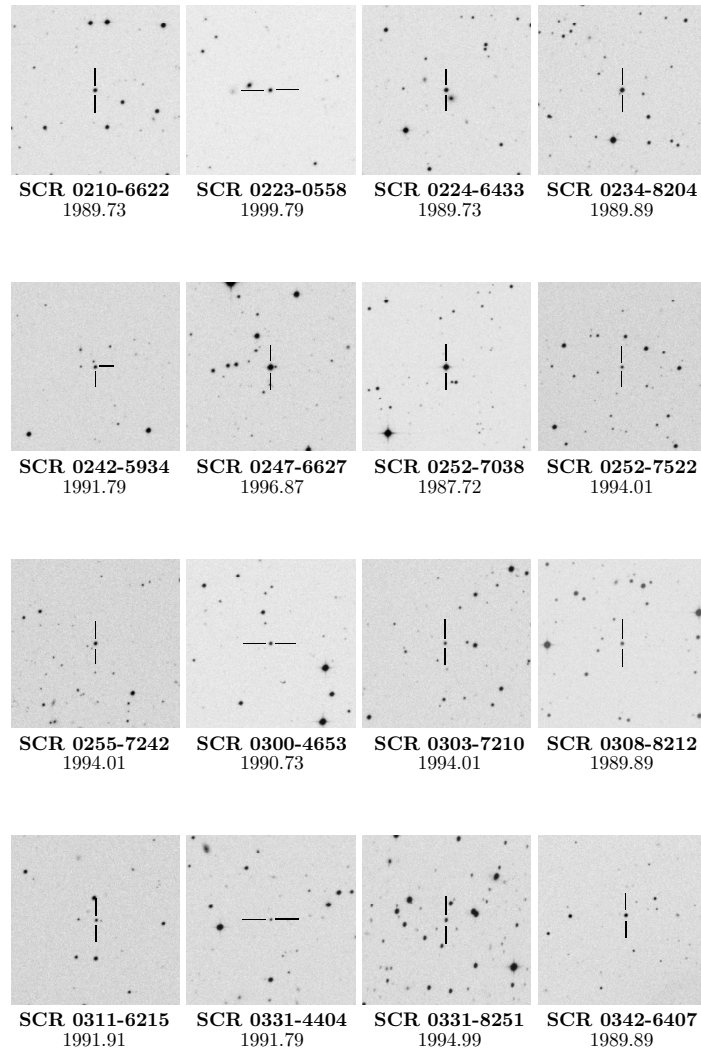 SCR 0210-6622 SCR 0223-0558 SCR 0224-6433 SCR 0234-8204
1989.73 1999.79 1989.73 1989.89
SCR 0242-5934 SCR 0247-6627 SCR 0252-7038 SCR 0252-7522
1991.79 1996.87 1987.72 1994.01
SCR 0255-7242 SCR 0300-4653 SCR 0303-7210 SCR 0308-8212
1994.01 1990.73 1994.01 1989.89
SCR 0311-6215 SCR 0331-4404 SCR 0331-8251 SCR 0342-6407
1991.91 1991.79 1994.99 1989.89